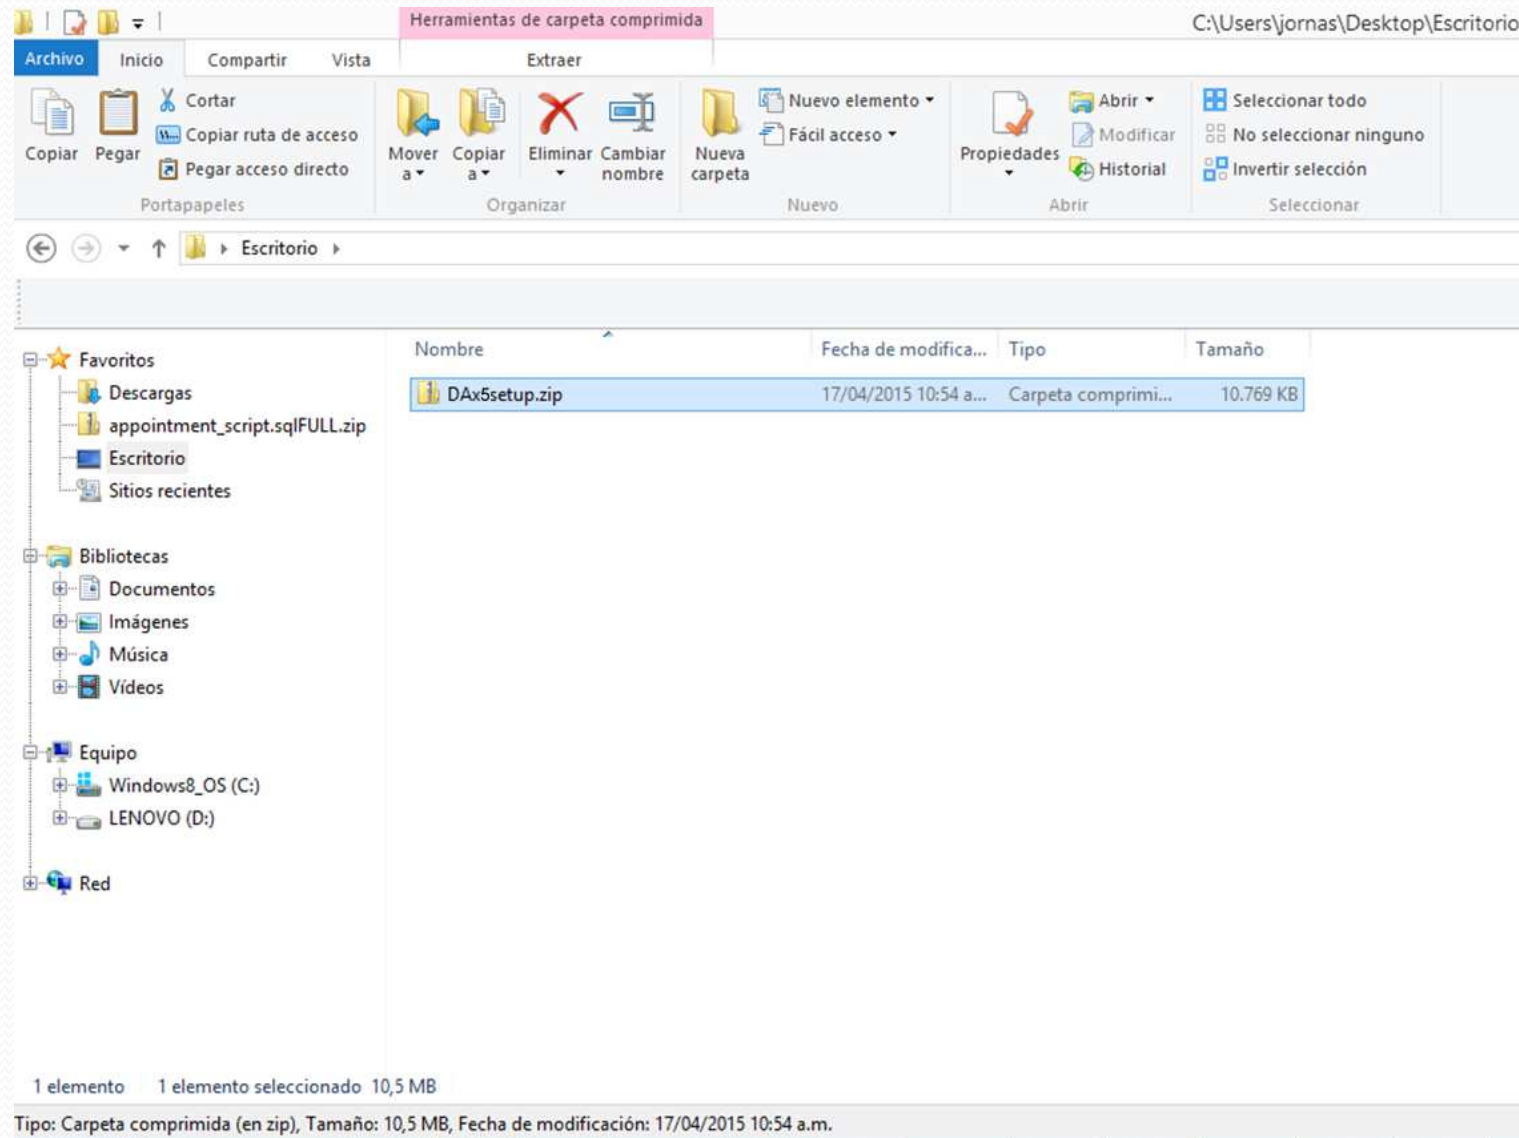 Herramientas de carpeta comprimida
C:\Users\jornas\Desktop\Escritorio
Archivo Inicio Compartir Vista Extraer
Copiar
Pegar
Cortar
Copiar ruta de acceso
Pegar acceso directo
Portapapeles
Mover a
Copiar a
Eliminar
Cambiar nombre
Organizar
Nueva carpeta
Nuevo elemento
Fácil acceso
Nuevo
Propiedades
Abrir
Modificar
Historial
Abrir
Seleccionar todo
No seleccionar ninguno
Invertir selección
Seleccionar
Escritorio
Favoritos
Descargas
appointment_script.sqlFULL.zip
Escritorio
Sitios recientes
Bibliotecas
Documentos
Imágenes
Música
Vídeos
Equipo
Windows8_OS (C:)
LENOVO (D:)
Red
Nombre Fecha de modifica... Tipo Tamaño
DAx5setup.zip 17/04/2015 10:54 a... Carpeta comprimi... 10.769 KB
1 elemento 1 elemento seleccionado 10,5 MB
Tipo: Carpeta comprimida (en zip), Tamaño: 10,5 MB, Fecha de modificación: 17/04/2015 10:54 a.m.